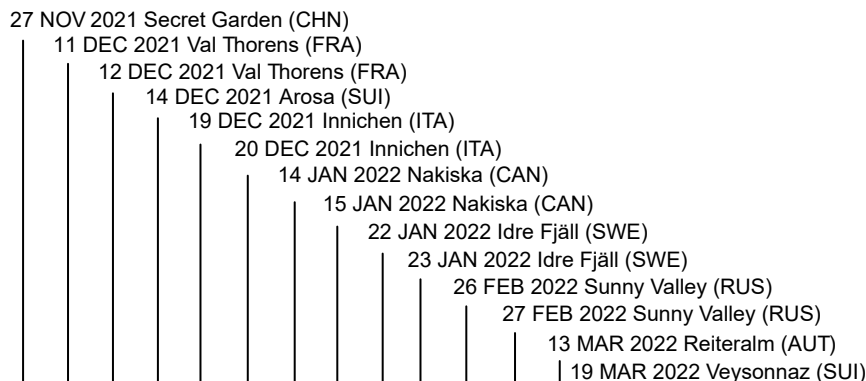 27 NOV 2021 Secret Garden (CHN)
11 DEC 2021 Val Thorens (FRA)
12 DEC 2021 Val Thorens (FRA)
14 DEC 2021 Arosa (SUI)
19 DEC 2021 Innichen (ITA)
20 DEC 2021 Innichen (ITA)
14 JAN 2022 Nakiska (CAN)
15 JAN 2022 Nakiska (CAN)
22 JAN 2022 Idre Fjäll (SWE)
23 JAN 2022 Idre Fjäll (SWE)
26 FEB 2022 Sunny Valley (RUS)
27 FEB 2022 Sunny Valley (RUS)
13 MAR 2022 Reiteralm (AUT)
19 MAR 2022 Veysonnaz (SUI)